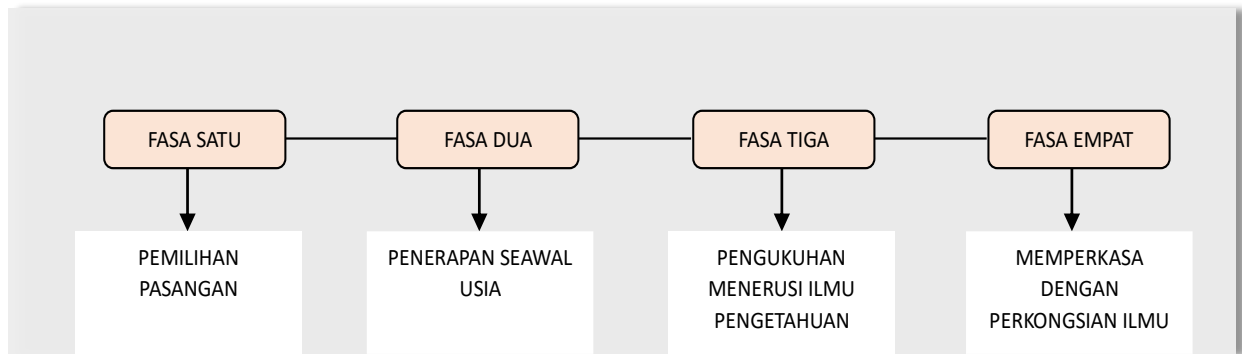 FASA SATU
FASA DUA
FASA TIGA
FASA EMPAT
PEMILIHAN
PASANGAN
PENERAPAN SEAWAL
USIA
PENGUKUHAN
MENERUSI ILMU
PENGETAHUAN
MEMPERKASA
DENGAN
PERKONGSIAN ILMU